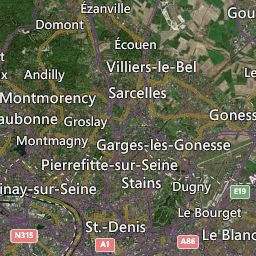 Ézanville
Domont
Gou
Écouen
Andilly
Villiers-le-Bel
x
Sarcelles
Montmorency
Goness
aubonne
Groslay
Montmagny
Garges-lès-Gonesse
Pierrefitte-sur-Seine
Stains
Dugny
inay-sur-Seine
E19
Le Bourget
St.-Denis
N315
A1
A86
Le Blanc